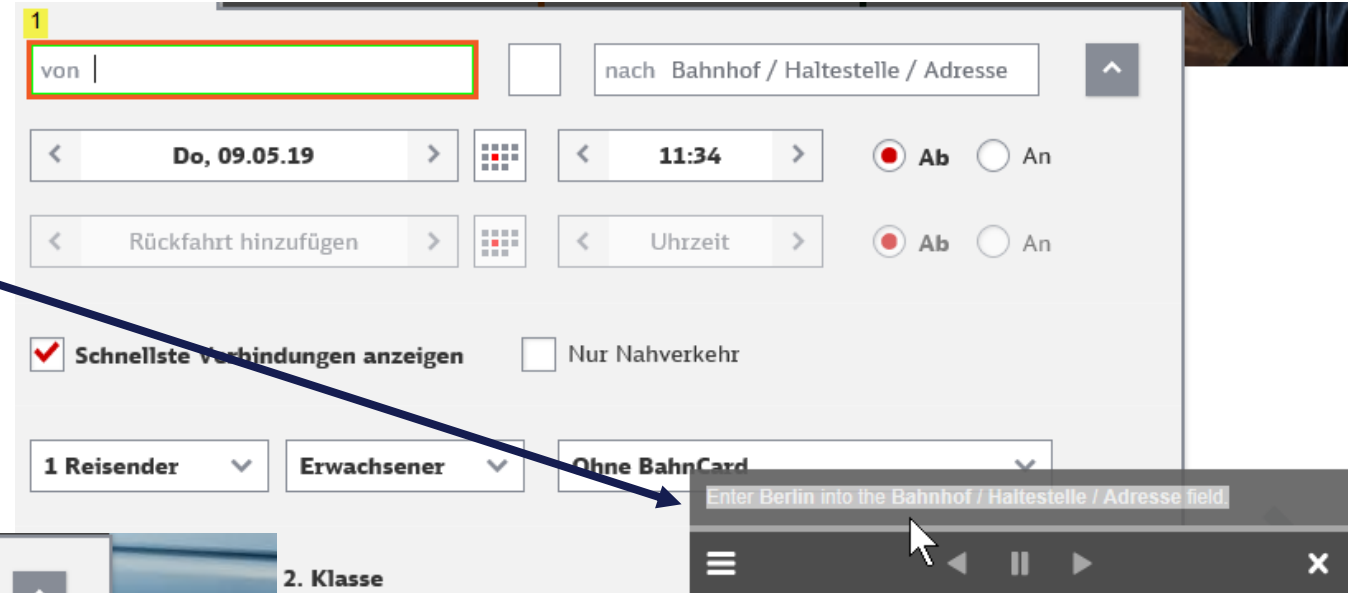 1
von
nach Bahnhof / Haltestelle / Adresse
Do, 09.05.19
11:34
Ab
An
Rückfahrt hinzufügen
Uhrzeit
Ab
An
Schnellste Verbindungen anzeigen
Nur Nahverkehr
1 Reisender
Erwachsener
Ohne BahnCard
Enter Berlin into the Bahnhof / Haltestelle / Adresse field.
2. Klasse